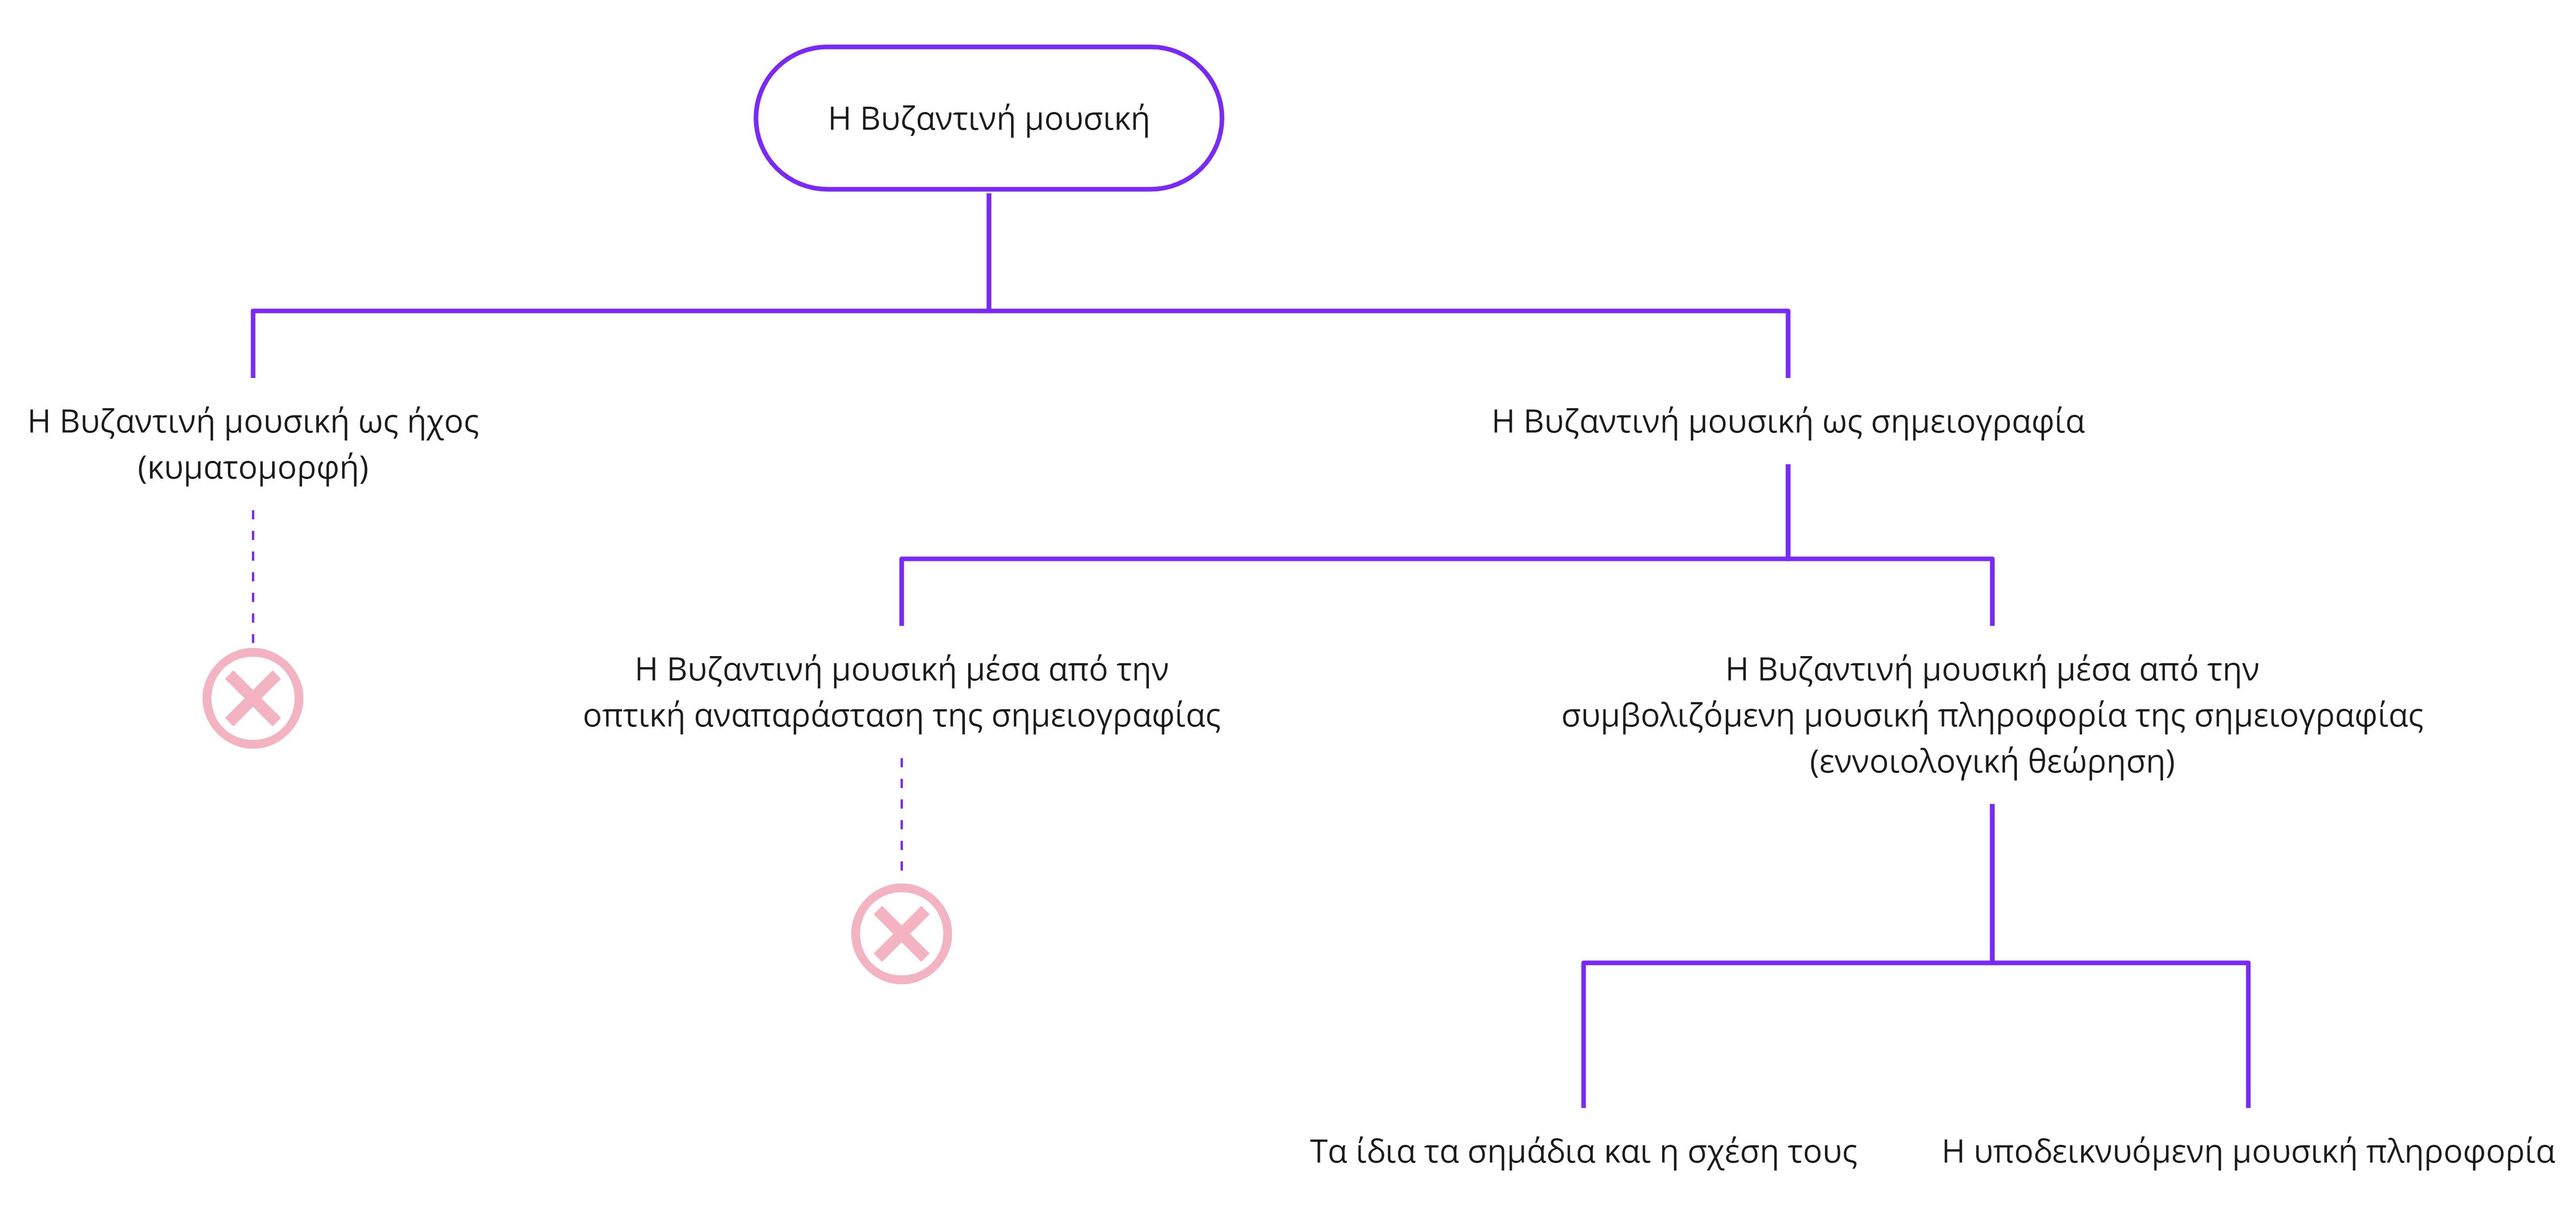 Η Βυζαντινή μουσική
Η Βυζαντινή μουσική ως ήχος
(κυματομορφή)
Η Βυζαντινή μουσική ως σημειογραφία
Η Βυζαντινή μουσική μέσα από την
οπτική αναπαράσταση της σημειογραφίας
Η Βυζαντινή μουσική μέσα από την
συμβολιζόμενη μουσική πληροφορία της σημειογραφίας
(εννοιολογική θεώρηση)
Τα ίδια τα σημάδια και η σχέση τους
Η υποδεικνυόμενη μουσική πληροφορία